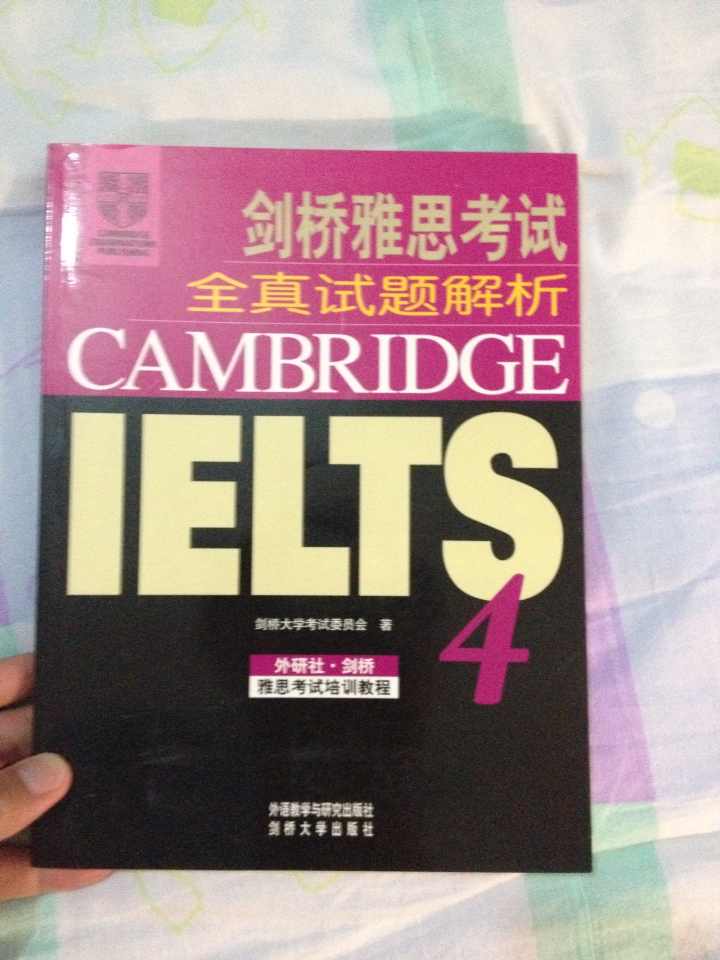 剑桥雅思考试
全真试题解析
CAMBRIDGE
IELTS
4
剑桥大学考试委员会 著
外研社·剑桥
雅思考试培训教程
外语教学与研究出版社
剑桥大学出版社